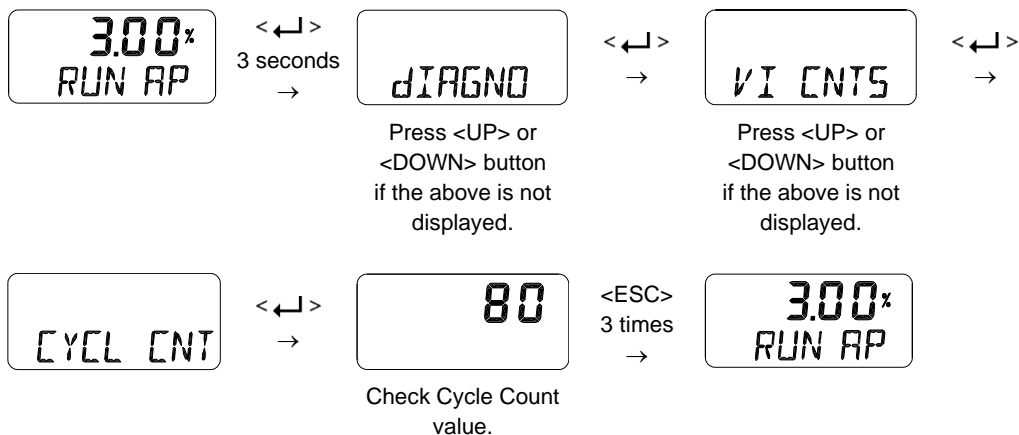 3.00%
RUN AP
< ↵ >
3 seconds
→
dIAGNO
Press <UP> or
<DOWN> button
if the above is not
displayed.
< ↵ >
→
VI CNTS
Press <UP> or
<DOWN> button
if the above is not
displayed.
< ↵ >
→
CYCL CNT
< ↵ >
→
80
Check Cycle Count
value.
<ESC>
3 times
→
3.00%
RUN AP